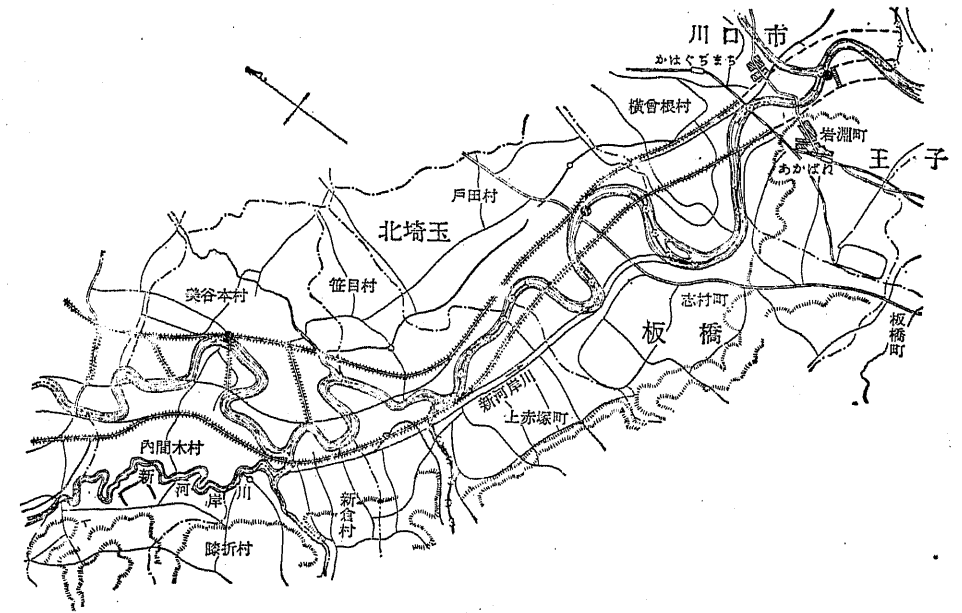 川口市
かはぐちまち
横曾根村
岩淵町
王子
あかばね
戸田村
北埼玉
笹目村
美谷本村
志村町
板橋
板橋町
新河岸川
上赤塚町
內間木村
新河岸川
新倉村
膝折村